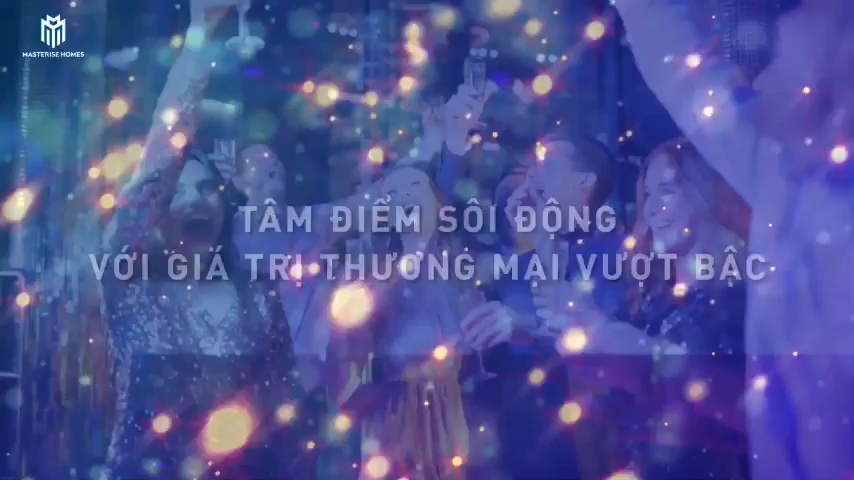 MASTERISE HOMES
TÂM ĐIỂM SÔI ĐỘNG
VỚI GIÁ TRỊ THƯƠNG MẠI VƯỢT BẬC